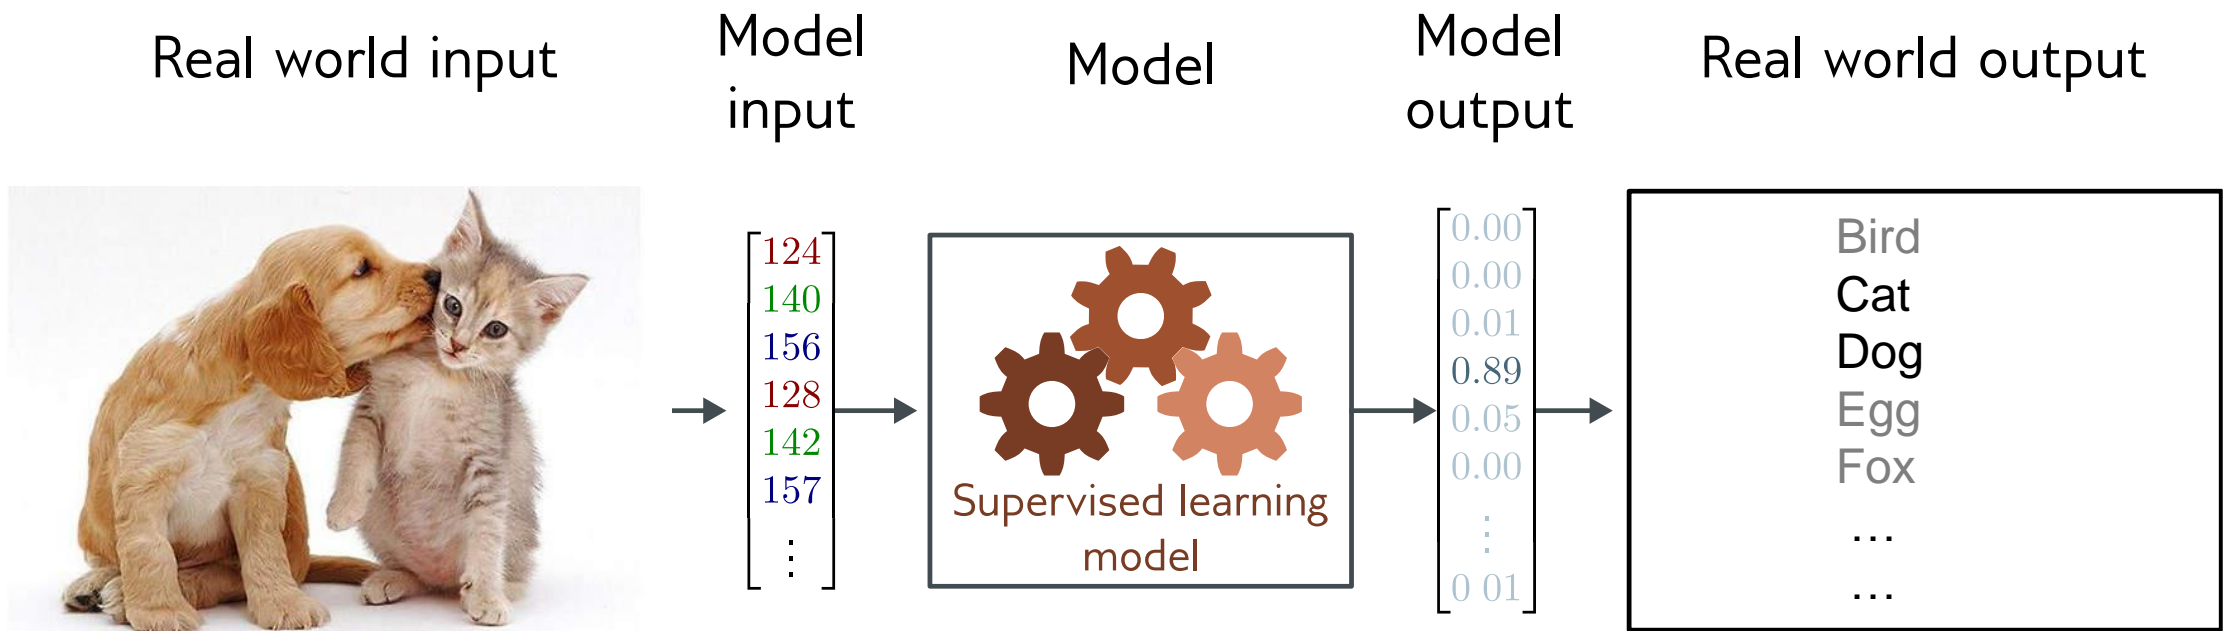 Real world input
Model
input
Model
Model
output
Real world output
124
140
156
128
142
157
⋮
Supervised learning
model
0.00
0.00
0.01
0.89
0.05
0.00
⋮
0 01
Bird
Cat
Dog
Egg
Fox
...
...